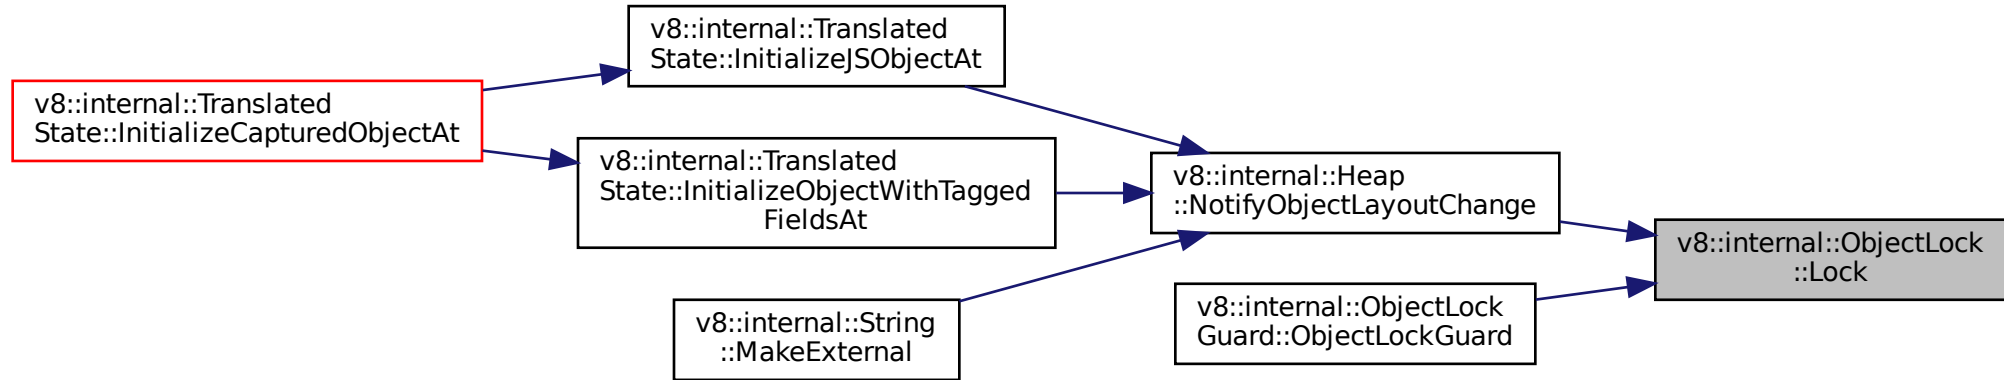 v8::internal::Translated
State::InitializeJSObjectAt
v8::internal::Translated
State::InitializeCapturedObjectAt
v8::internal::Translated
State::InitializeObjectWithTagged
FieldsAt
v8::internal::Heap
::NotifyObjectLayoutChange
v8::internal::ObjectLock
::Lock
v8::internal::String
::MakeExternal
v8::internal::ObjectLock
Guard::ObjectLockGuard